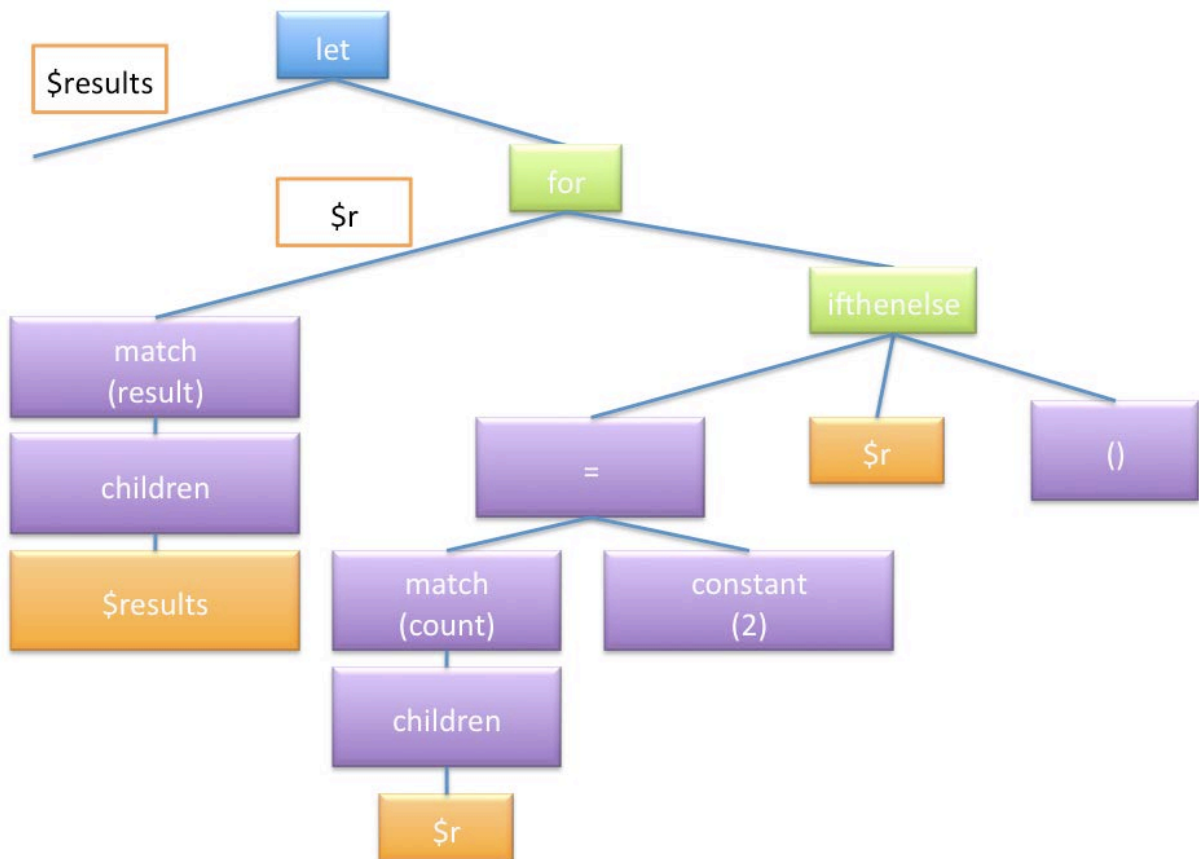 let
$results
for
$r
ifthenelse
match
(result)
=
$r
()
children
match
(count)
constant
(2)
$results
children
$r